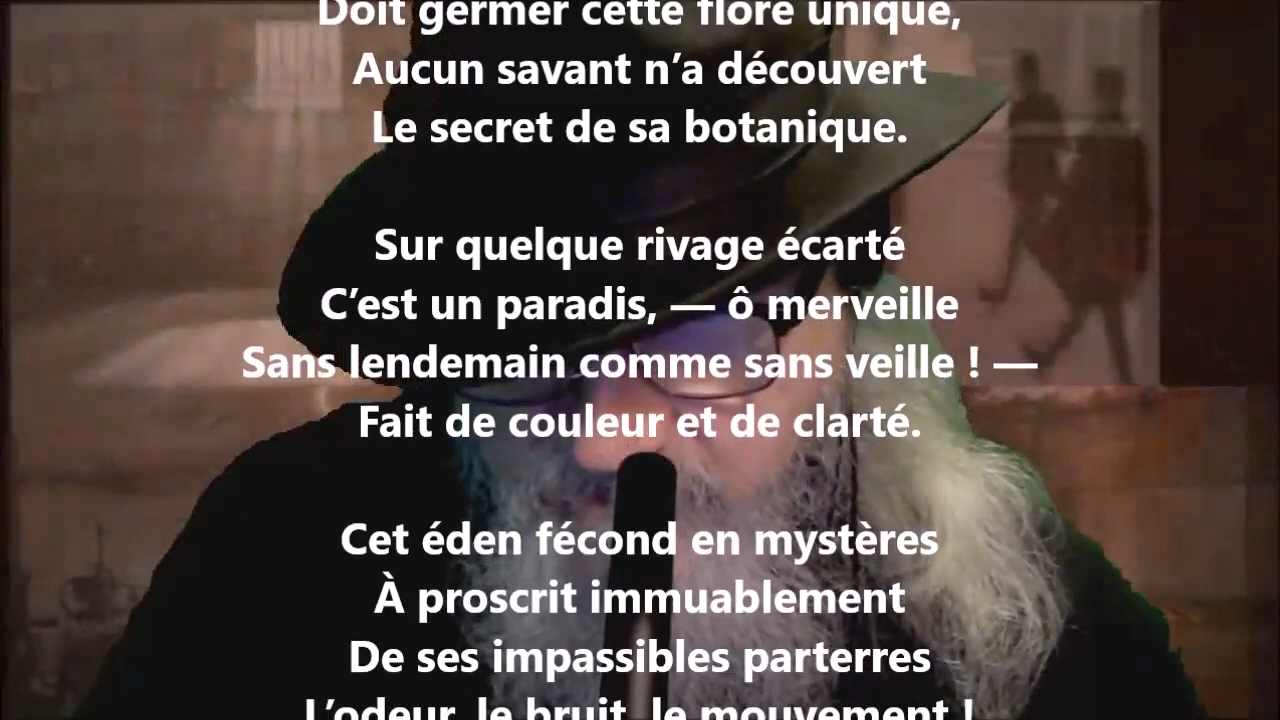 Doit germer cette flore unique,
Aucun savant n’a découvert
Le secret de sa botanique.
Sur quelque rivage écarté
C’est un paradis, — ô merveille
Sans lendemain comme sans veille ! —
Fait de couleur et de clarté.
Cet éden fécond en mystères
À proscrit immuablement
De ses impassibles parterres
L’odeur, le bruit, le mouvement !